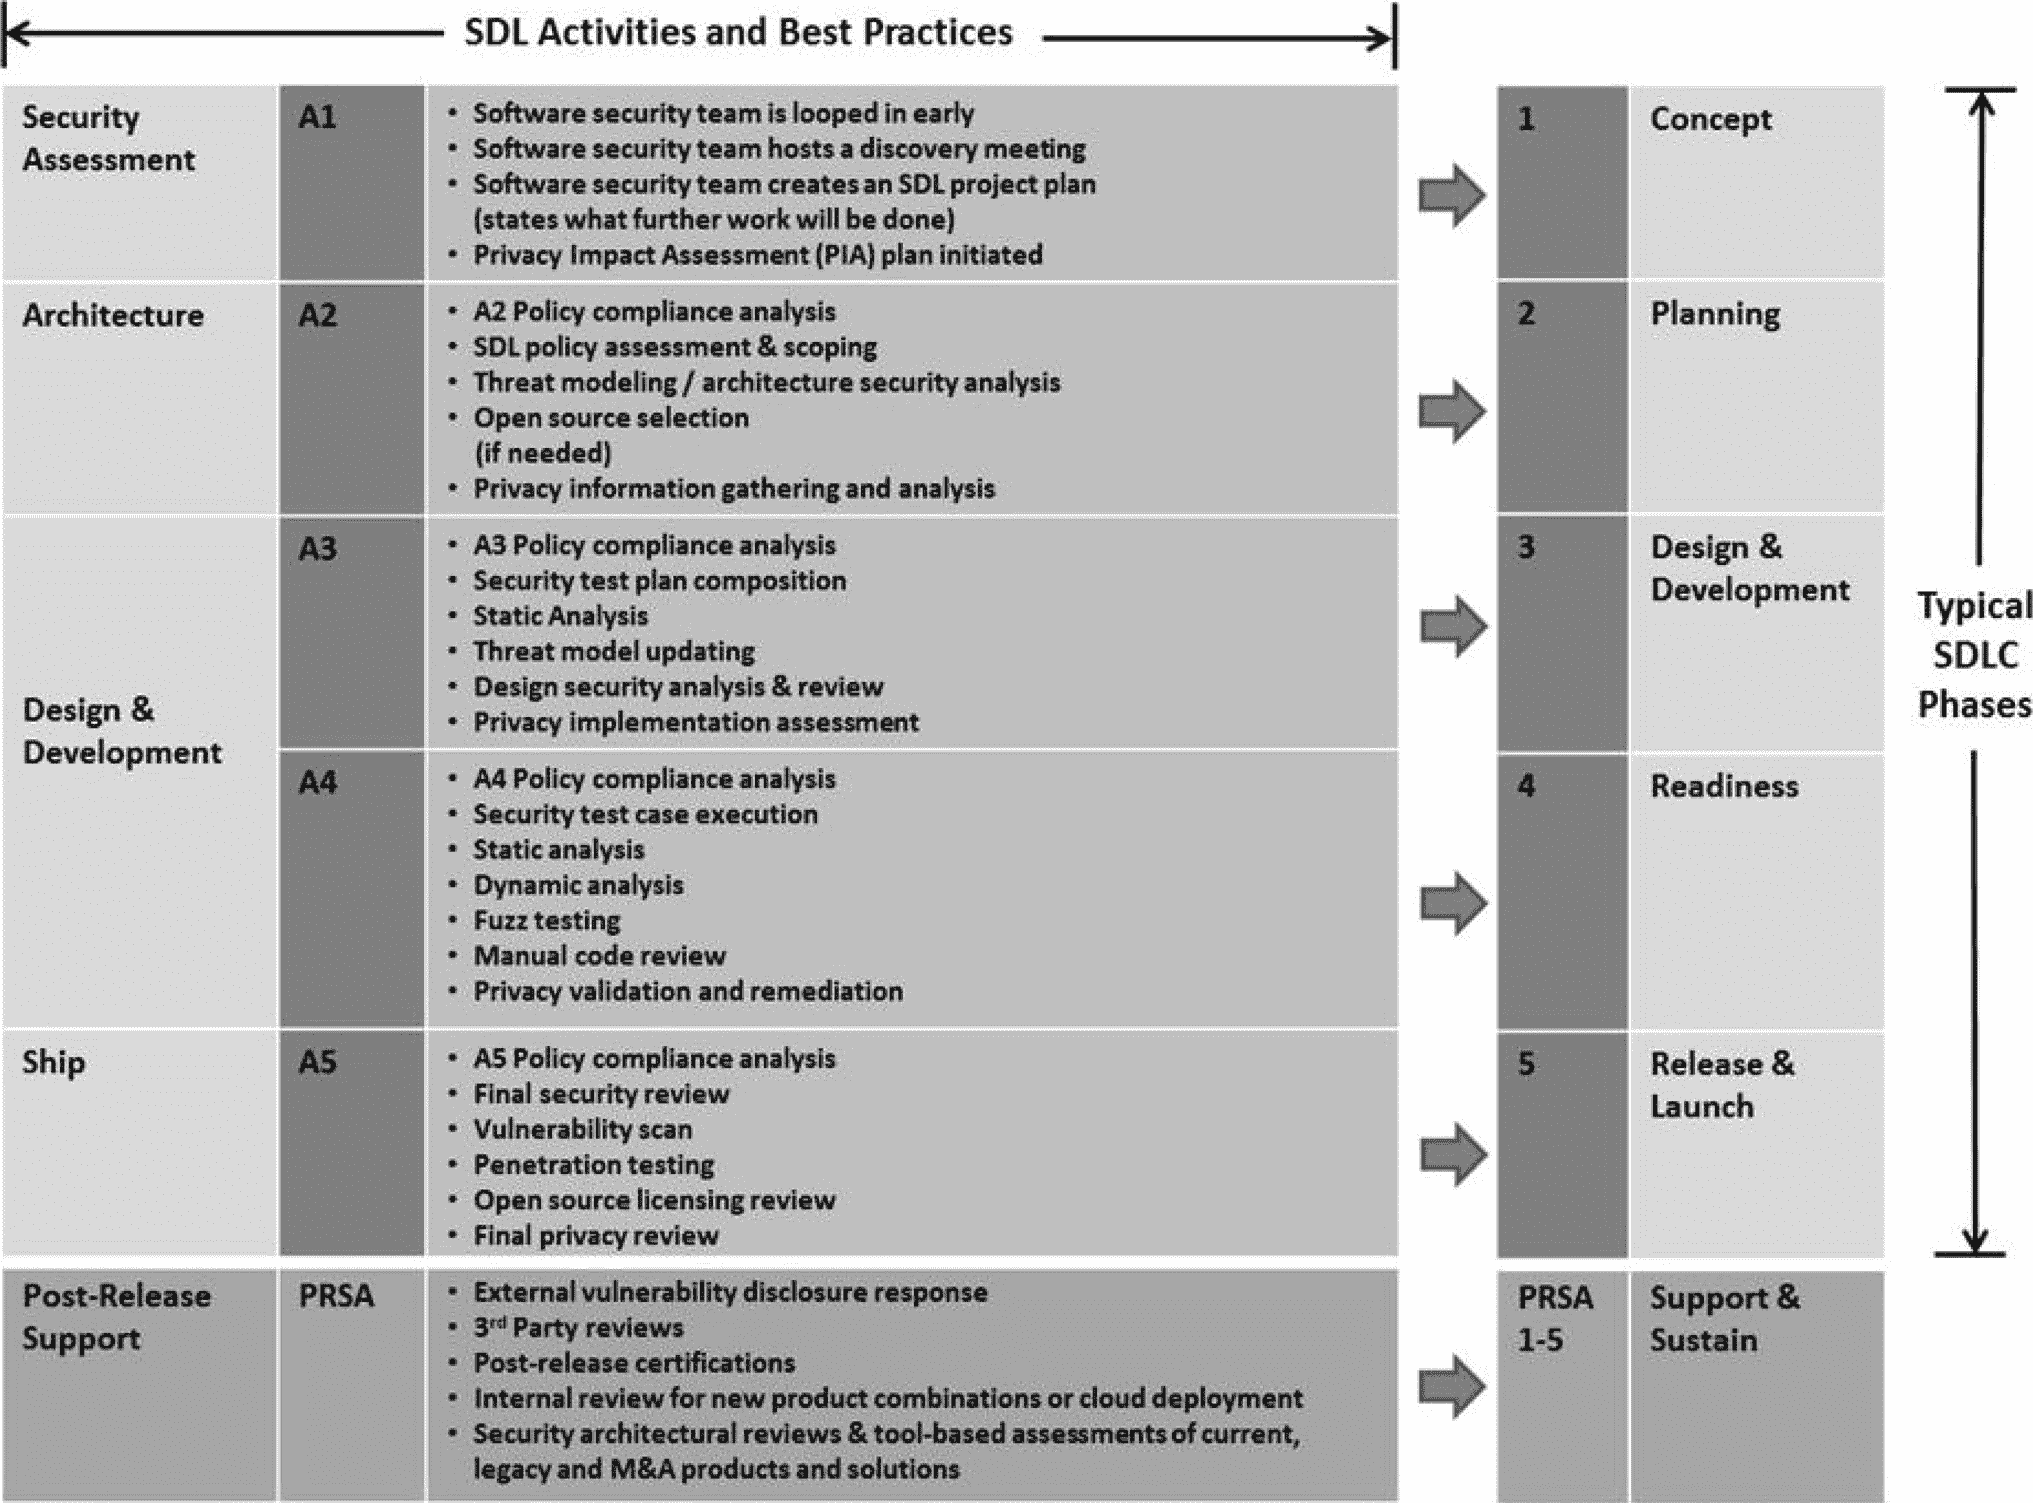 SDL Activities and Best Practices
Security
Assessment
A1
• Software security team is looped in early
• Software security team hosts a discovery meeting
• Software security team creates an SDL project plan
(states what further work will be done)
• Privacy Impact Assessment (PIA) plan initiated
1
Concept
Architecture
A2
• A2 Policy compliance analysis
• SDL policy assessment & scoping
• Threat modeling / architecture security analysis
• Open source selection
(if needed)
• Privacy information gathering and analysis
2
Planning
Design &
Development
A3
• A3 Policy compliance analysis
• Security test plan composition
• Static Analysis
• Threat model updating
• Design security analysis & review
• Privacy implementation assessment
3
Design &
Development
A4
• A4 Policy compliance analysis
• Security test case execution
• Static analysis
• Dynamic analysis
• Fuzz testing
• Manual code review
• Privacy validation and remediation
4
Readiness
Ship
A5
• A5 Policy compliance analysis
• Final security review
• Vulnerability scan
• Penetration testing
• Open source licensing review
• Final privacy review
5
Release &
Launch
Typical
SDLC
Phases
Post-Release
Support
PRSA
• External vulnerability disclosure response
• 3rd Party reviews
• Post-release certifications
• Internal review for new product combinations or cloud deployment
• Security architectural reviews & tool-based assessments of current,
legacy and M&A products and solutions
PRSA
1-5
Support &
Sustain